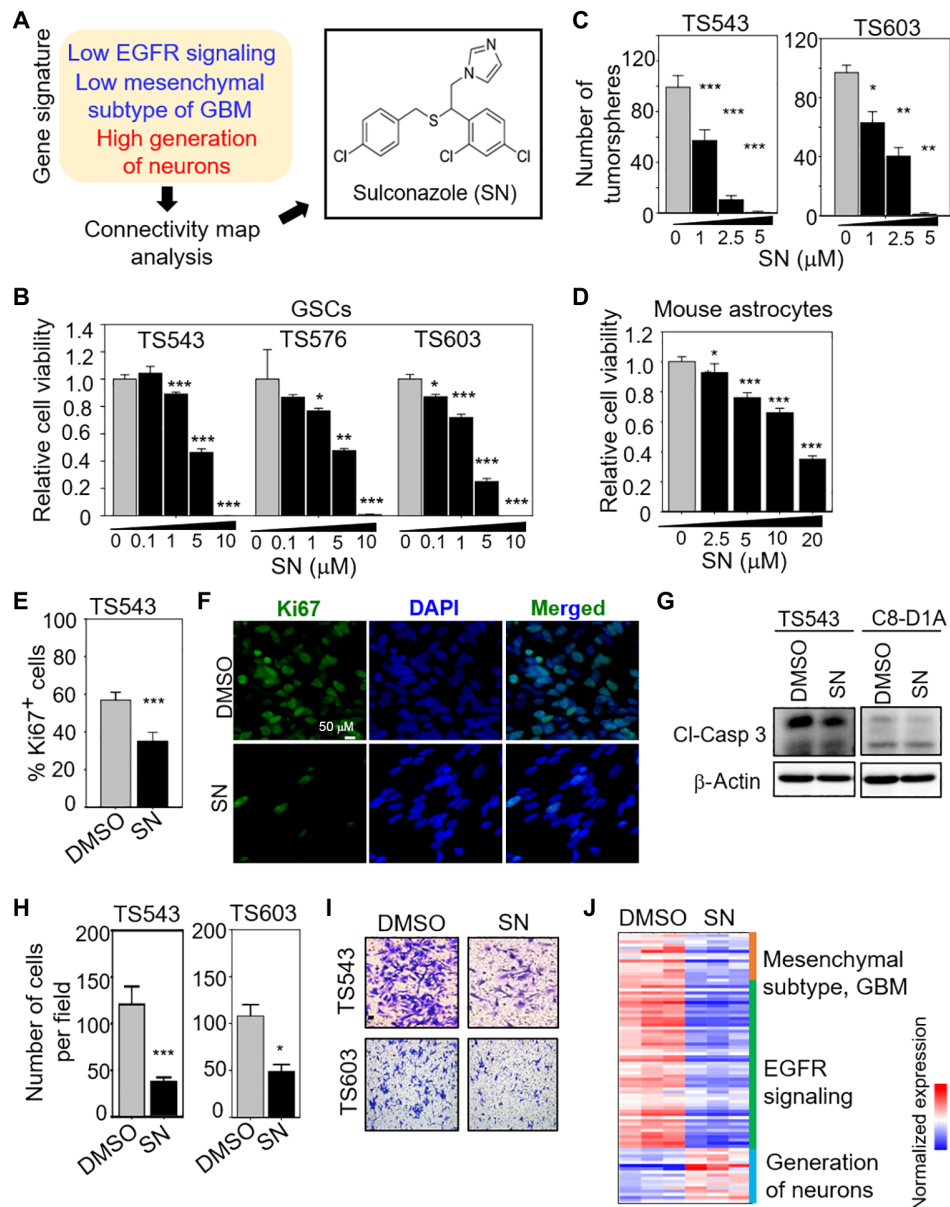 A
Gene signature
Low EGFR signaling
Low mesenchymal
subtype of GBM
High generation
of neurons
Connectivity map
analysis
N
N
S
Cl
Cl
Cl
Sulconazole (SN)
C
TS543
TS603
Number of
tumorspheres
120
80
40
0
***
***
***
0 1 2.5 5
120
80
40
0
*
**
**
0 1 2.5 5
SN (μM)
B
GSCs
Relative cell viability
1.4
1.2
1.0
0.8
0.6
0.4
0.2
0
TS543
TS576
TS603
***
***
***
*
**
***
*
***
***
***
0 0.1 1 5 10
0 0.1 1 5 10
0 0.1 1 5 10
SN (μM)
D
Mouse astrocytes
Relative cell viability
1.2
1.0
0.8
0.6
0.4
0.2
0
*
***
***
***
0 2.5 5 10 20
SN (μM)
E
TS543
% Ki67+ cells
100
80
60
40
20
0
***
DMSO
SN
F
Ki67
DAPI
Merged
DMSO
50 μM
SN
G
TS543
C8-D1A
DMSO
SN
DMSO
SN
Cl-Casp 3
β-Actin
H
TS543
TS603
Number of cells
per field
200
150
100
50
0
***
DMSO
SN
200
150
100
50
0
*
DMSO
SN
I
DMSO
SN
TS543
TS603
J
DMSO
SN
Mesenchymal
subtype, GBM
EGFR
signaling
Generation
of neurons
Normalized expression